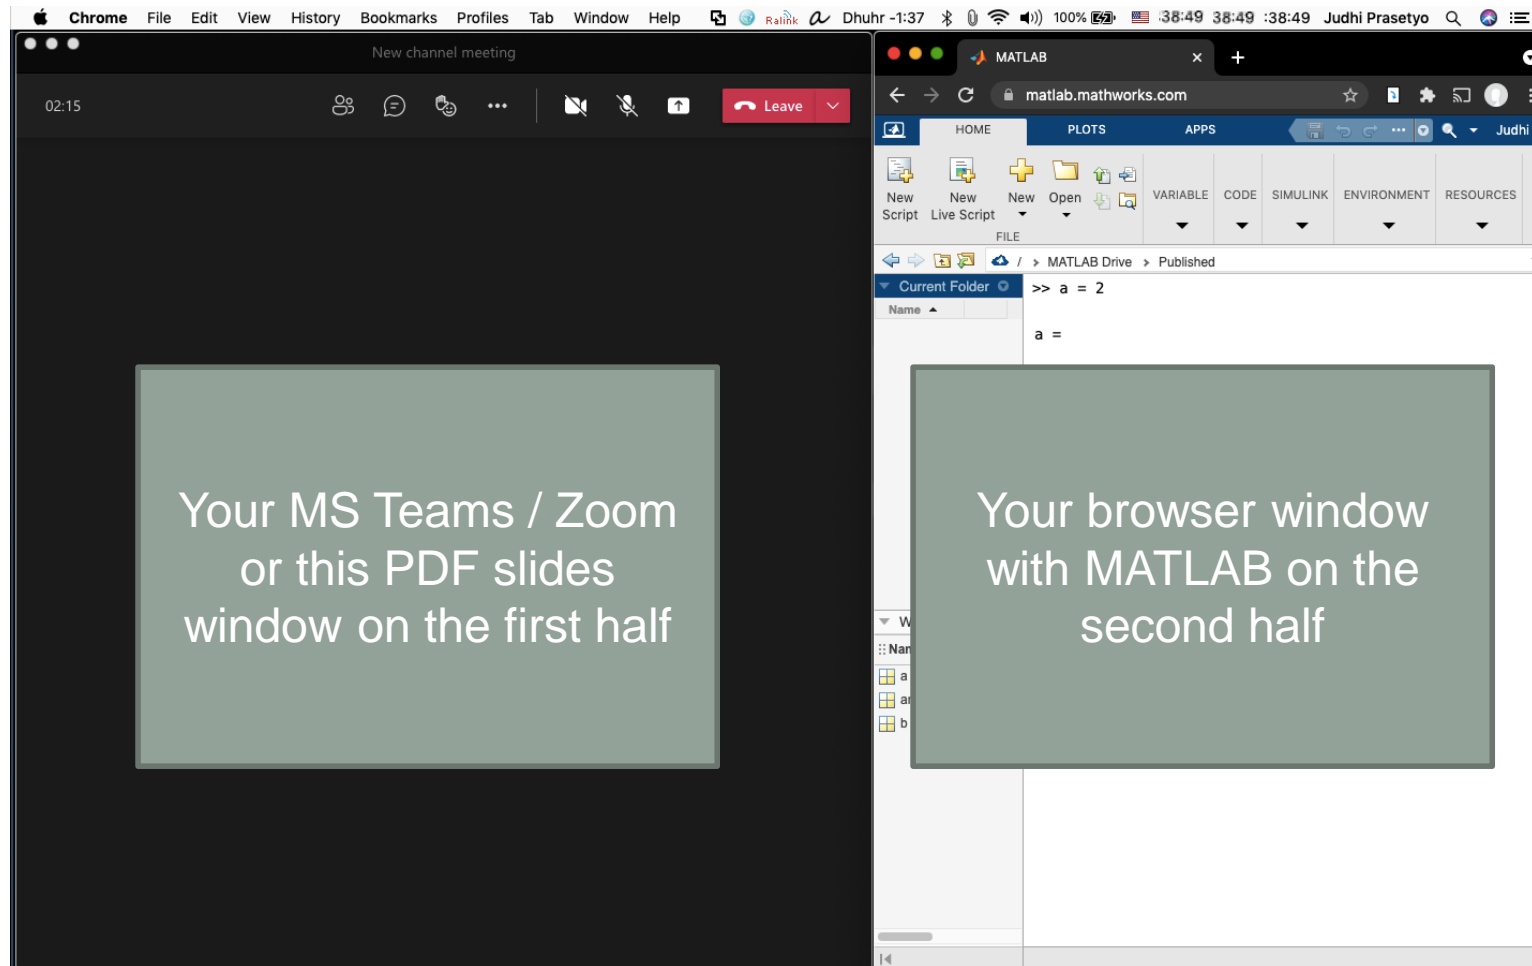 Chrome File Edit View History Bookmarks Profiles Tab Window Help Ralink Dhuhr -1:37 100% :38:49 38:49 :38:49 Judhi Prasetyo
New channel meeting
02:15
Leave
MATLAB
matlab.mathworks.com
HOME PLOTS APPS Judhi
New Script
New Live Script
New
Open
FILE
VARIABLE CODE SIMULINK ENVIRONMENT RESOURCES
/ MATLAB Drive Published
Current Folder
Name
>> a = 2
a =
Your MS Teams / Zoom
or this PDF slides
window on the first half
Your browser window
with MATLAB on the
second half
a
b